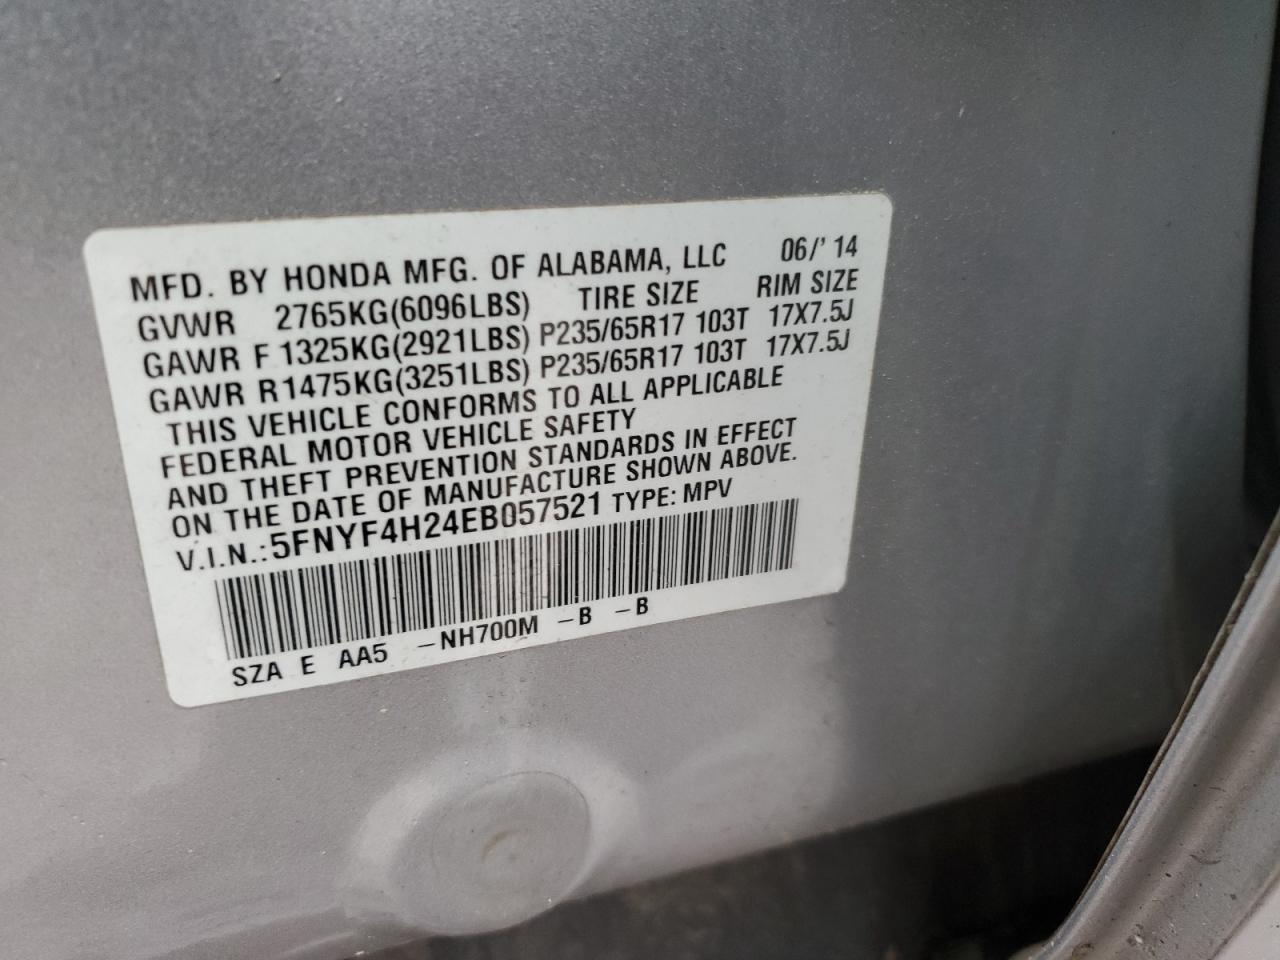 MFD. BY HONDA MFG. OF ALABAMA, LLC 06/' 14
GVWR 2765KG(6096LBS) TIRE SIZE RIM SIZE
GAWR F 1325KG(2921LBS) P235/65R17 103T 17X7.5J
GAWR R1475KG(3251LBS) P235/65R17 103T 17X7.5J
THIS VEHICLE CONFORMS TO ALL APPLICABLE
FEDERAL MOTOR VEHICLE SAFETY
AND THEFT PREVENTION STANDARDS IN EFFECT
ON THE DATE OF MANUFACTURE SHOWN ABOVE.
V.I.N.: 5FNYF4H24EB057521 TYPE: MPV
SZA E AA5 -NH700M -B -B